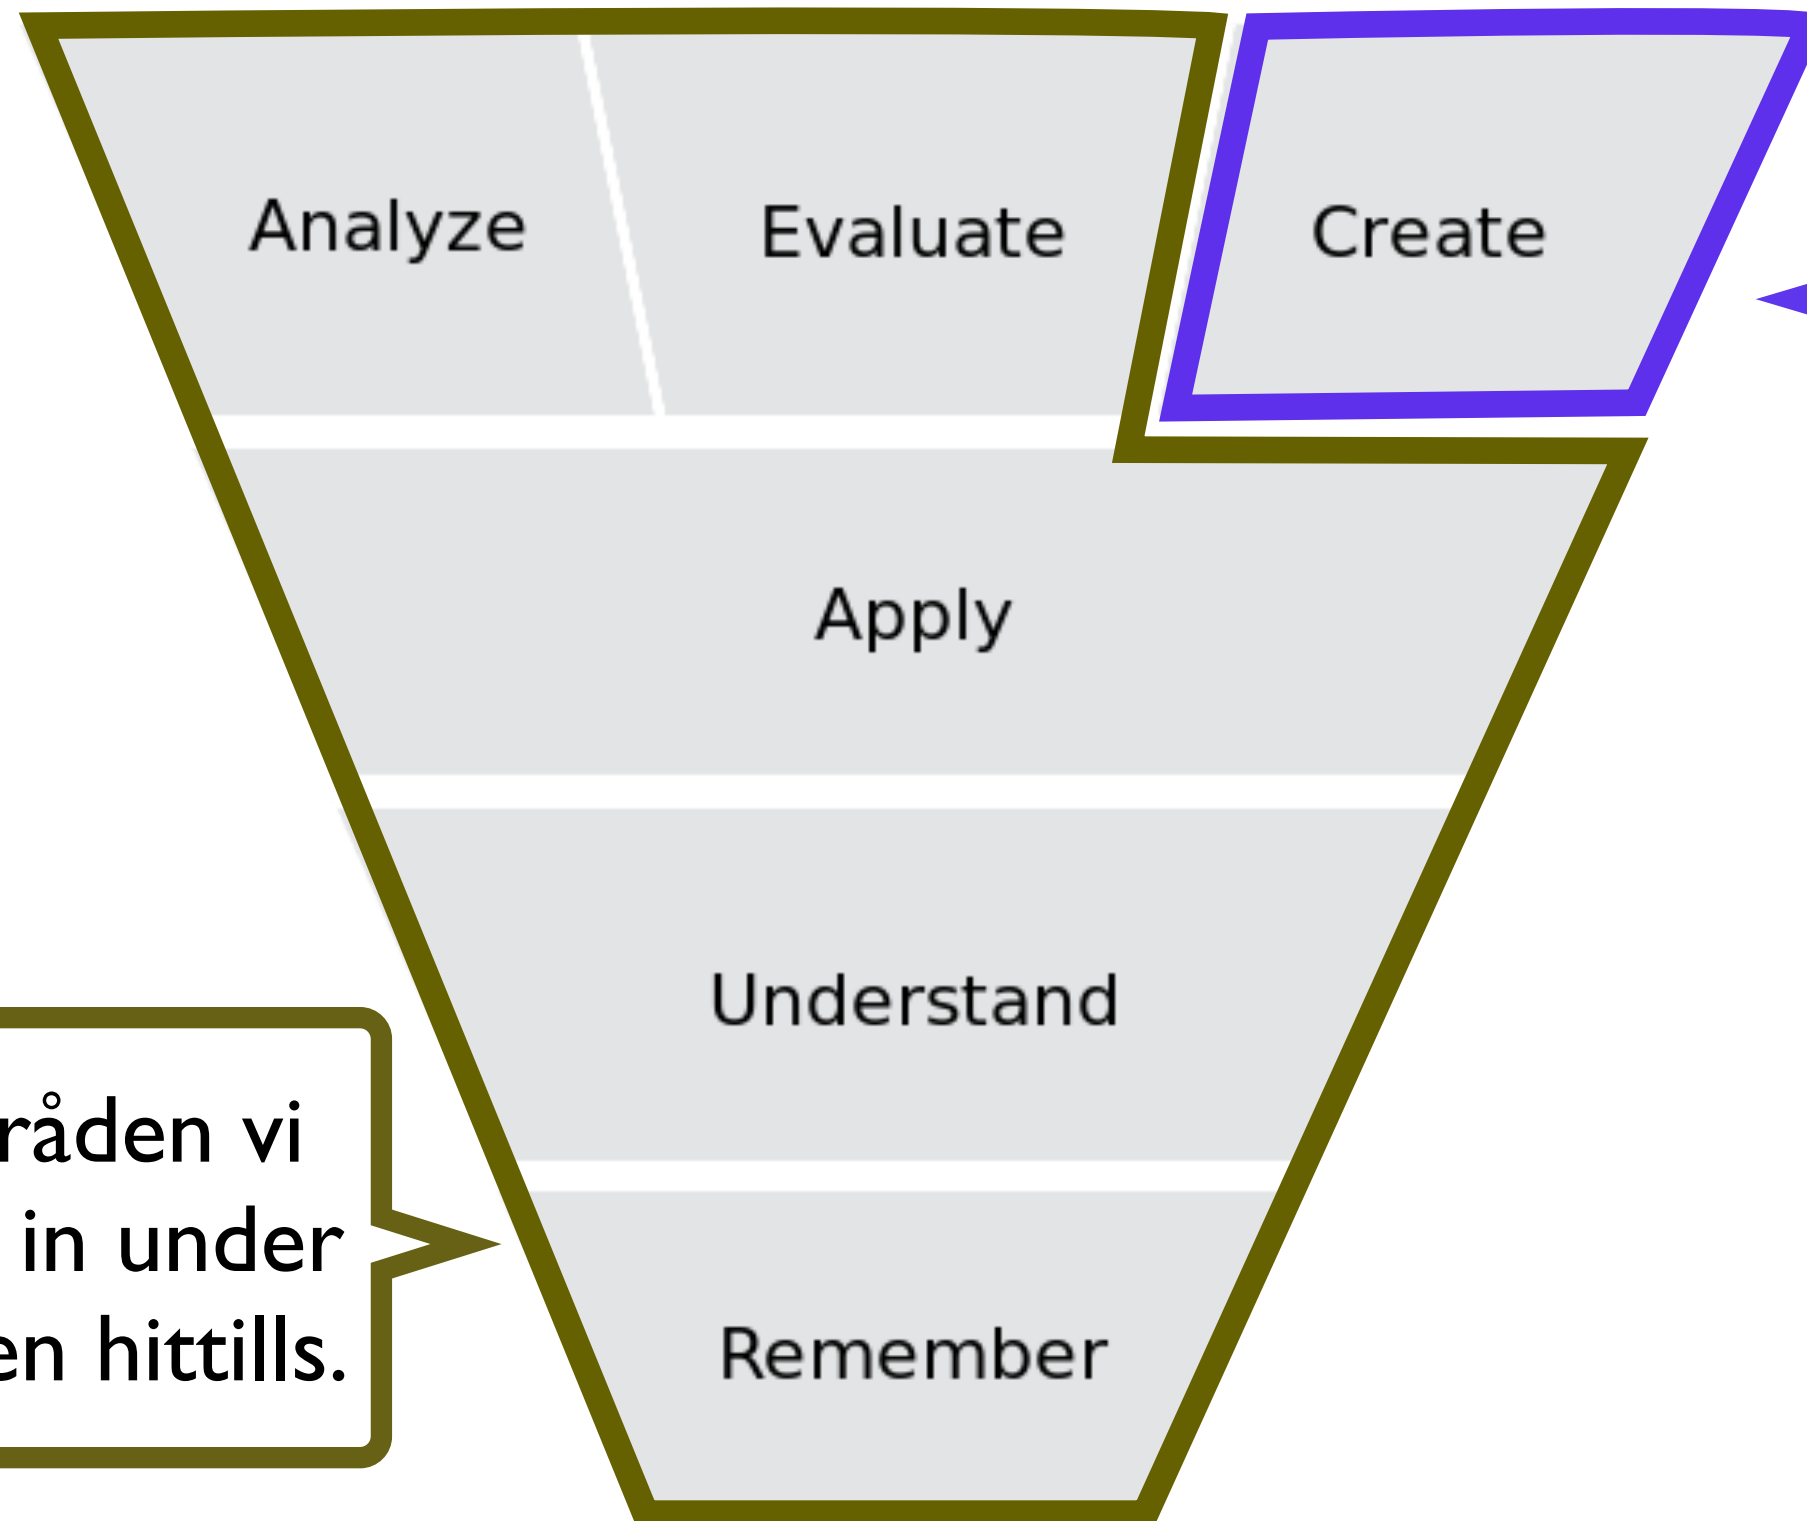 Analyze
Evaluate
Create
Apply
Understand
råden vi
in under
en hittills.
Remember